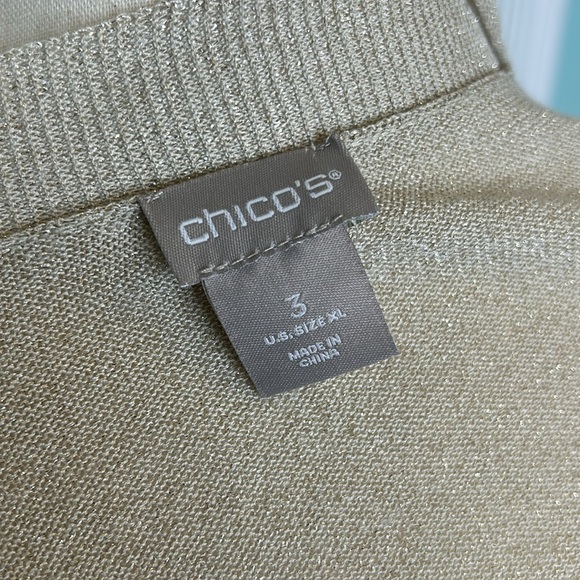 chico's®
3
U.S. SIZE XL
MADE IN
CHINA